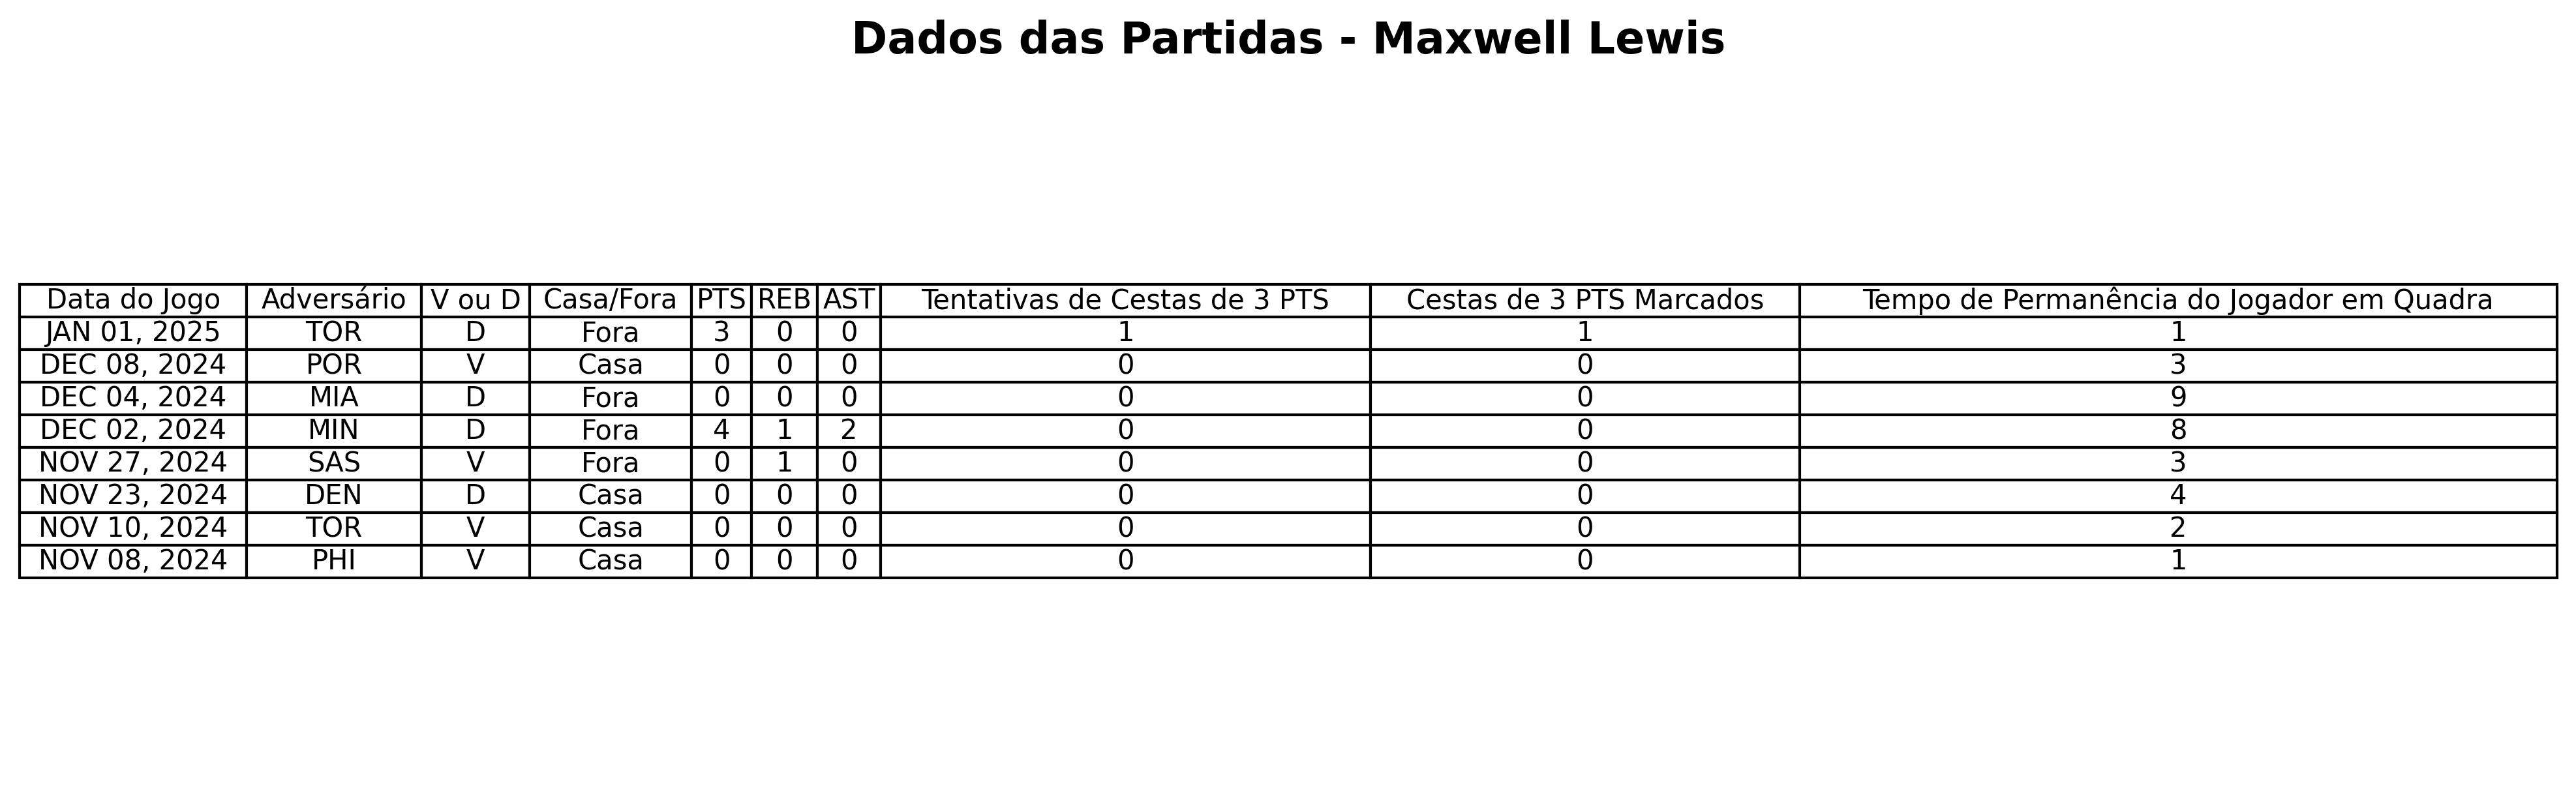 Dados das Partidas - Maxwell Lewis
Data do Jogo Adversário V ou D Casa/Fora PTS REB AST Tentativas de Cestas de 3 PTS Cestas de 3 PTS Marcados Tempo de Permanência do Jogador em Quadra
JAN 01, 2025 TOR D Fora 3 0 0 1 1 1
DEC 08, 2024 POR V Casa 0 0 0 0 0 3
DEC 04, 2024 MIA D Fora 0 0 0 0 0 9
DEC 02, 2024 MIN D Fora 4 1 2 0 0 8
NOV 27, 2024 SAS V Fora 0 1 0 0 0 3
NOV 23, 2024 DEN D Casa 0 0 0 0 0 4
NOV 10, 2024 TOR V Casa 0 0 0 0 0 2
NOV 08, 2024 PHI V Casa 0 0 0 0 0 1